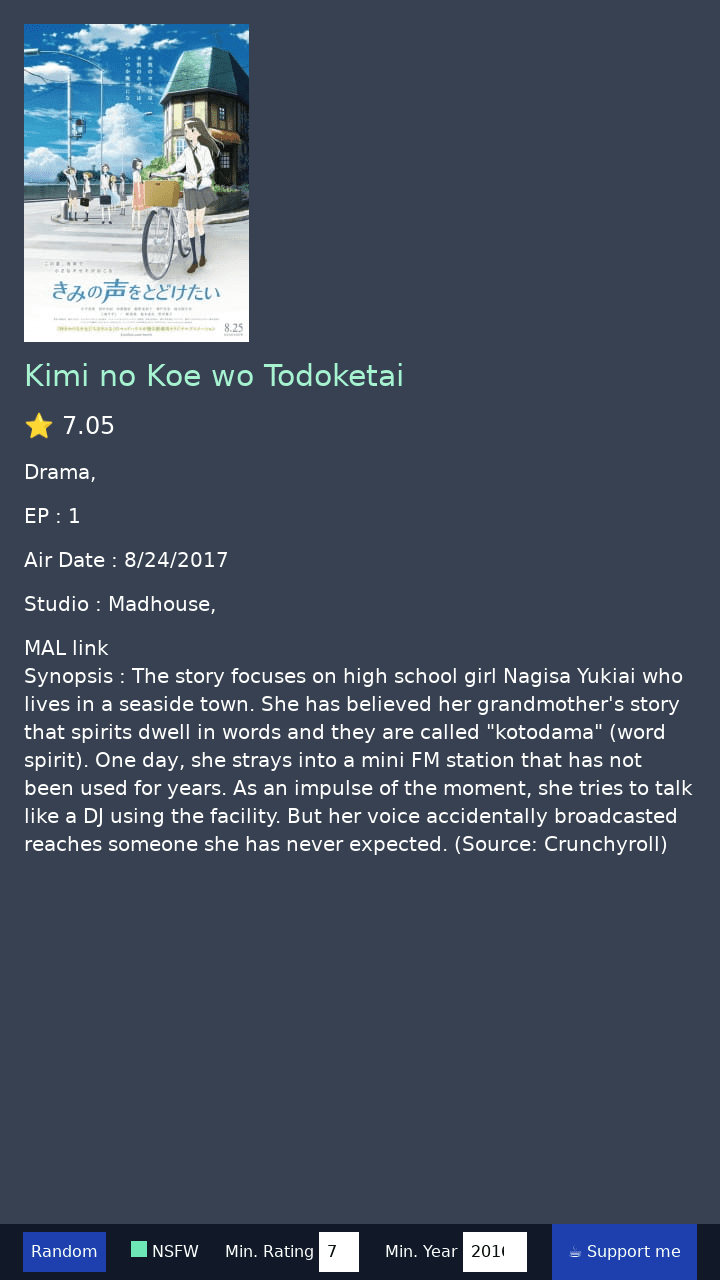 きみの声をとどけたい
8.25
Kimi no Koe wo Todoketai
7.05
Drama,
EP : 1
Air Date : 8/24/2017
Studio : Madhouse,
MAL link
Synopsis : The story focuses on high school girl Nagisa Yukiai who
lives in a seaside town. She has believed her grandmother's story
that spirits dwell in words and they are called "kotodama" (word
spirit). One day, she strays into a mini FM station that has not
been used for years. As an impulse of the moment, she tries to talk
like a DJ using the facility. But her voice accidentally broadcasted
reaches someone she has never expected. (Source: Crunchyroll)
Random NSFW Min. Rating 7 Min. Year Support me